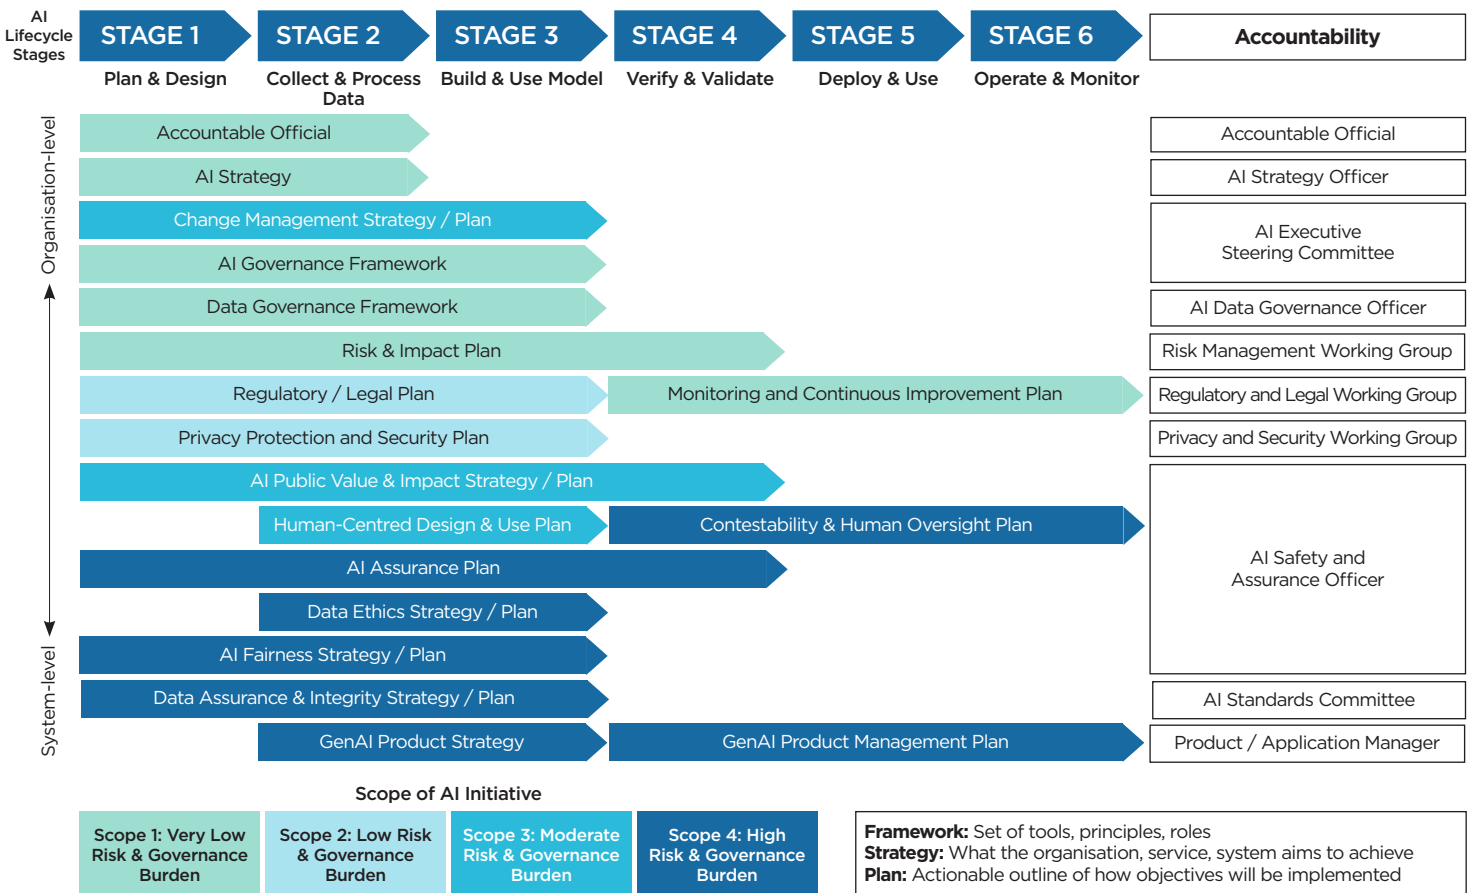 AI
Lifecycle
Stages
STAGE 1
STAGE 2
STAGE 3
STAGE 4
STAGE 5
STAGE 6
Accountability
Plan & Design
Collect & Process
Data
Build & Use Model
Verify & Validate
Deploy & Use
Operate & Monitor
Organisation-level
System-level
Accountable Official
Accountable Official
AI Strategy
AI Strategy Officer
Change Management Strategy / Plan
AI Executive
Steering Committee
AI Governance Framework
Data Governance Framework
AI Data Governance Officer
Risk & Impact Plan
Risk Management Working Group
Regulatory / Legal Plan
Monitoring and Continuous Improvement Plan
Regulatory and Legal Working Group
Privacy Protection and Security Plan
Privacy and Security Working Group
AI Public Value & Impact Strategy / Plan
Human-Centred Design & Use Plan
Contestability & Human Oversight Plan
AI Safety and
Assurance Officer
AI Assurance Plan
Data Ethics Strategy / Plan
AI Fairness Strategy / Plan
Data Assurance & Integrity Strategy / Plan
AI Standards Committee
GenAI Product Strategy
GenAI Product Management Plan
Product / Application Manager
Scope of AI Initiative
Scope 1: Very Low
Risk & Governance
Burden
Scope 2: Low Risk
& Governance
Burden
Scope 3: Moderate
Risk & Governance
Burden
Scope 4: High
Risk & Governance
Burden
Framework: Set of tools, principles, roles
Strategy: What the organisation, service, system aims to achieve
Plan: Actionable outline of how objectives will be implemented